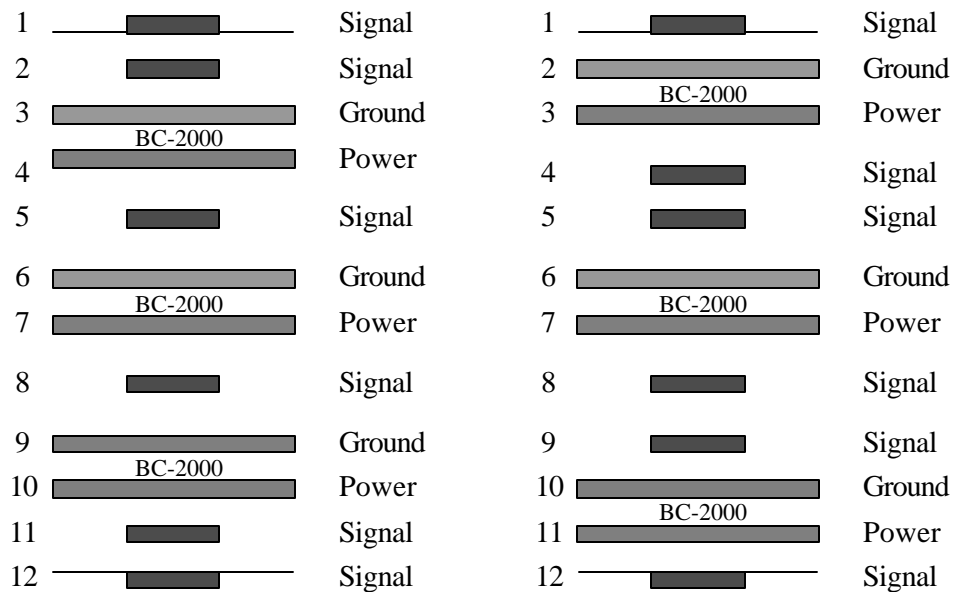 1 Signal
2 Signal
3 Ground
BC-2000
4 Power
5 Signal
6 Ground
BC-2000
7 Power
8 Signal
9 Ground
BC-2000
10 Power
11 Signal
12 Signal
1 Signal
2 Ground
BC-2000
3 Power
4 Signal
5 Signal
6 Ground
BC-2000
7 Power
8 Signal
9 Signal
10 Ground
BC-2000
11 Power
12 Signal